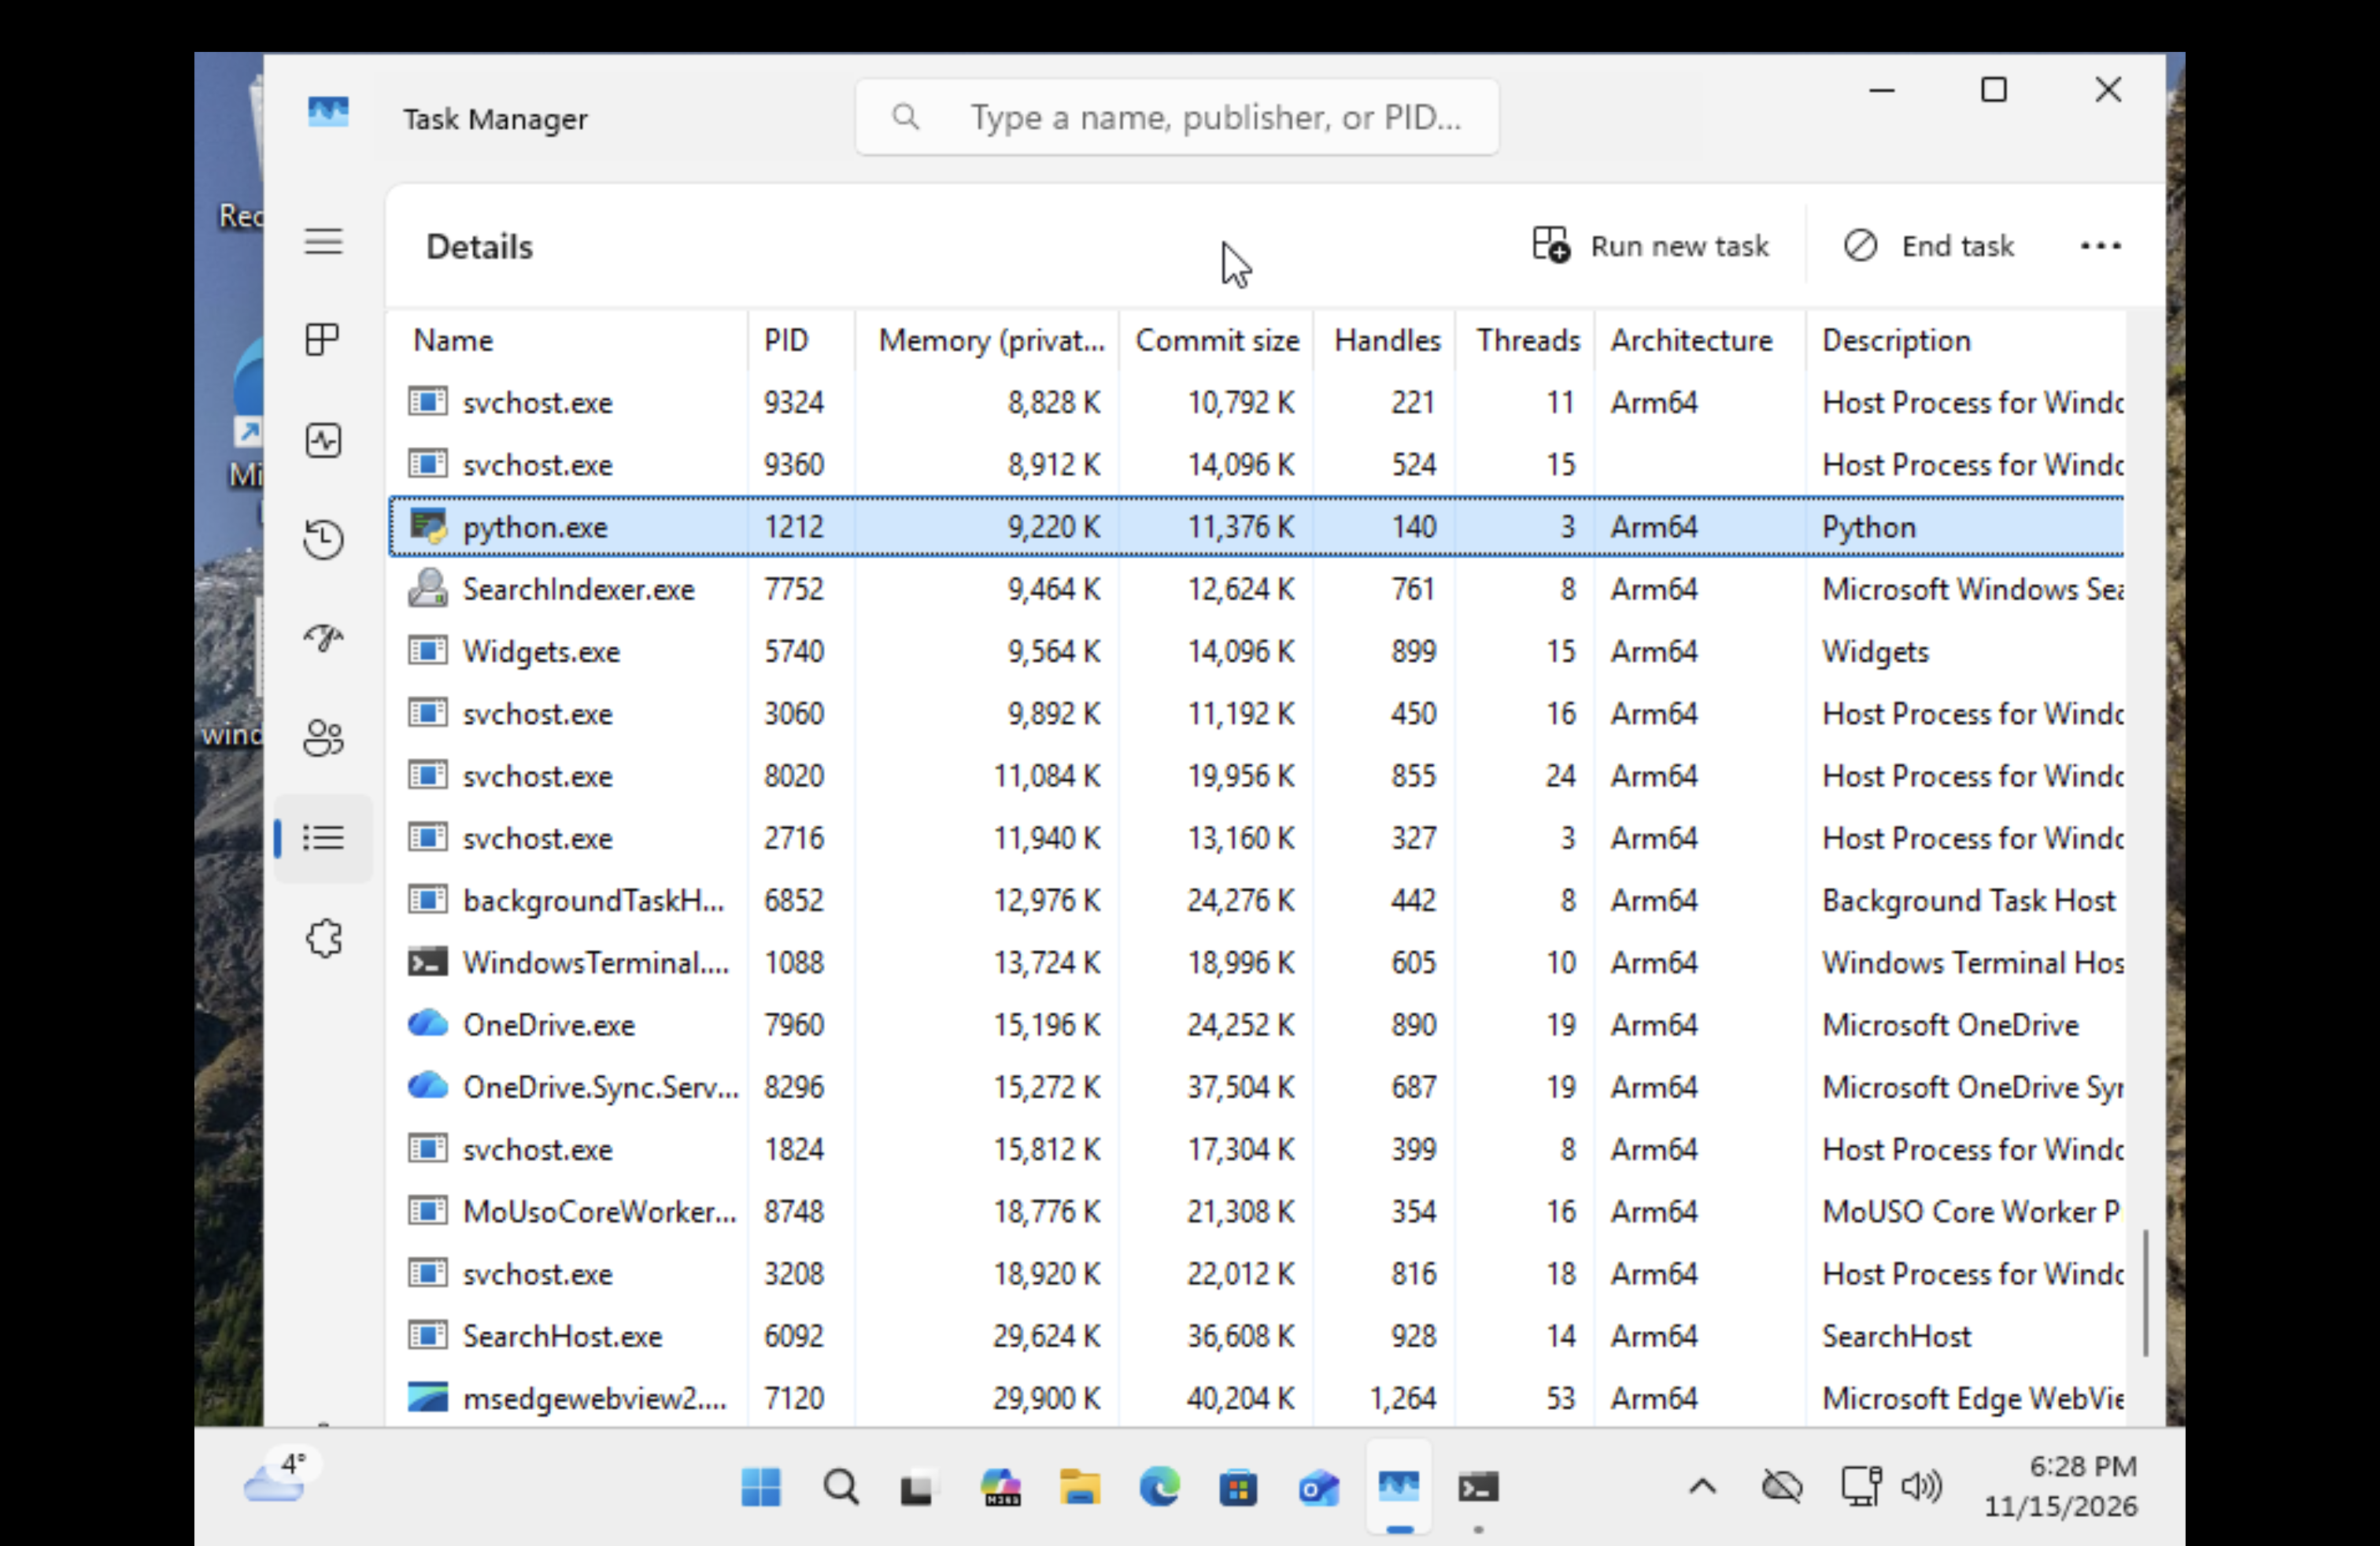 Task Manager
Type a name, publisher, or PID...
Details
Run new task
End task
Name PID Memory (privat... Commit size Handles Threads Architecture Description
svchost.exe 9324 8,828 K 10,792 K 221 11 Arm64 Host Process for Windo
svchost.exe 9360 8,912 K 14,096 K 524 15 Host Process for Windo
python.exe 1212 9,220 K 11,376 K 140 3 Arm64 Python
SearchIndexer.exe 7752 9,464 K 12,624 K 761 8 Arm64 Microsoft Windows Sea
Widgets.exe 5740 9,564 K 14,096 K 899 15 Arm64 Widgets
svchost.exe 3060 9,892 K 11,192 K 450 16 Arm64 Host Process for Windo
svchost.exe 8020 11,084 K 19,956 K 855 24 Arm64 Host Process for Windo
svchost.exe 2716 11,940 K 13,160 K 327 3 Arm64 Host Process for Windo
backgroundTaskH... 6852 12,976 K 24,276 K 442 8 Arm64 Background Task Host
WindowsTerminal.... 1088 13,724 K 18,996 K 605 10 Arm64 Windows Terminal Hos
OneDrive.exe 7960 15,196 K 24,252 K 890 19 Arm64 Microsoft OneDrive
OneDrive.Sync.Serv... 8296 15,272 K 37,504 K 687 19 Arm64 Microsoft OneDrive Syn
svchost.exe 1824 15,812 K 17,304 K 399 8 Arm64 Host Process for Windo
MoUsoCoreWorker... 8748 18,776 K 21,308 K 354 16 Arm64 MoUSO Core Worker P
svchost.exe 3208 18,920 K 22,012 K 816 18 Arm64 Host Process for Windo
SearchHost.exe 6092 29,624 K 36,608 K 928 14 Arm64 SearchHost
msedgewebview2.... 7120 29,900 K 40,204 K 1,264 53 Arm64 Microsoft Edge WebVie
Rec
Mi
wind
4°
M365
6:28 PM
11/15/2026